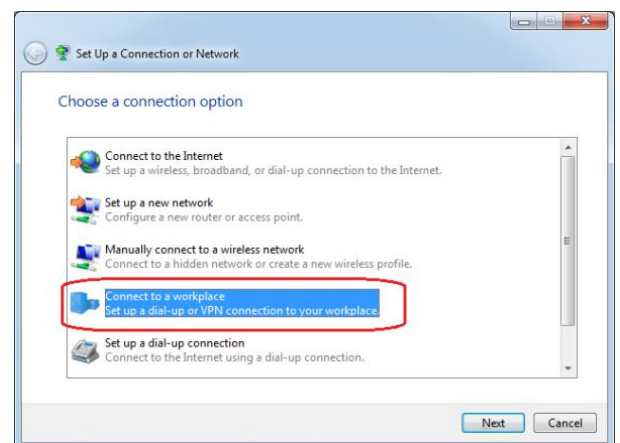 Set Up a Connection or Network
Choose a connection option
Connect to the Internet
Set up a wireless, broadband, or dial-up connection to the Internet.
Set up a new network
Configure a new router or access point.
Manually connect to a wireless network
Connect to a hidden network or create a new wireless profile.
Connect to a workplace
Set up a dial-up or VPN connection to your workplace.
Set up a dial-up connection
Connect to the Internet using a dial-up connection.
Next Cancel